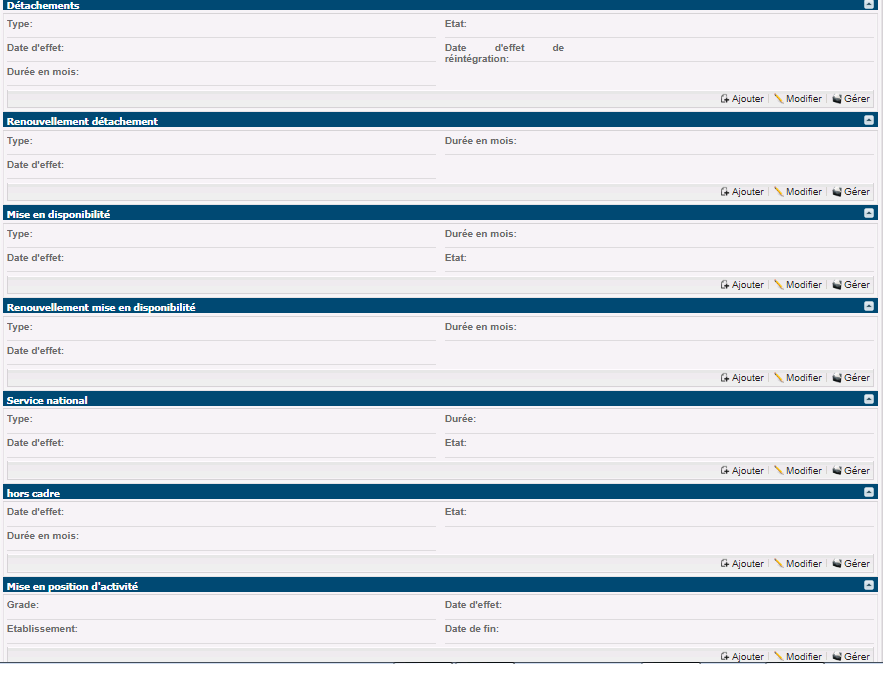 Détachements
Type: Etat:
Date d'effet: Date d'effet de
réintégration:
Durée en mois:
Ajouter Modifier Gérer
Renouvellement détachement
Type: Durée en mois:
Date d'effet:
Ajouter Modifier Gérer
Mise en disponibilité
Type: Durée en mois:
Date d'effet: Etat:
Ajouter Modifier Gérer
Renouvellement mise en disponibilité
Type: Durée en mois:
Date d'effet:
Ajouter Modifier Gérer
Service national
Type: Durée:
Date d'effet: Etat:
Ajouter Modifier Gérer
hors cadre
Date d'effet: Etat:
Durée en mois:
Ajouter Modifier Gérer
Mise en position d'activité
Grade: Date d'effet:
Etablissement: Date de fin:
Ajouter Modifier Gérer